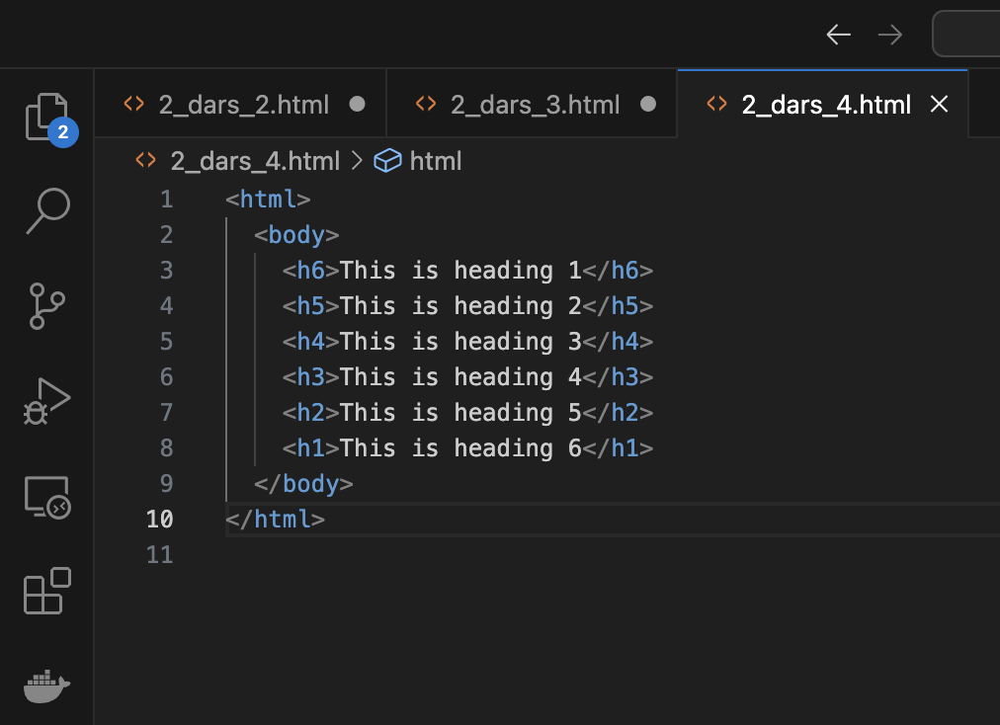 2_dars_2.html
2_dars_3.html
2_dars_4.html
2
2_dars_4.html > html
1 <html>
2   <body>
3     <h6>This is heading 1</h6>
4     <h5>This is heading 2</h5>
5     <h4>This is heading 3</h4>
6     <h3>This is heading 4</h3>
7     <h2>This is heading 5</h2>
8     <h1>This is heading 6</h1>
9   </body>
10 </html>
11